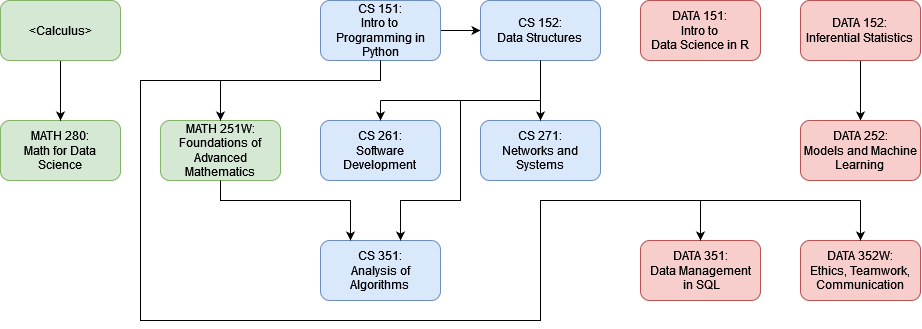 <Calculus>
CS 151:
Intro to
Programming in
Python
CS 152:
Data Structures
DATA 151:
Intro to
Data Science in R
DATA 152:
Inferential Statistics
MATH 280:
Math for Data
Science
MATH 251W:
Foundations of
Advanced
Mathematics
CS 261:
Software
Development
CS 271:
Networks and
Systems
DATA 252:
Models and Machine
Learning
CS 351:
Analysis of
Algorithms
DATA 351:
Data Management
in SQL
DATA 352W:
Ethics, Teamwork,
Communication